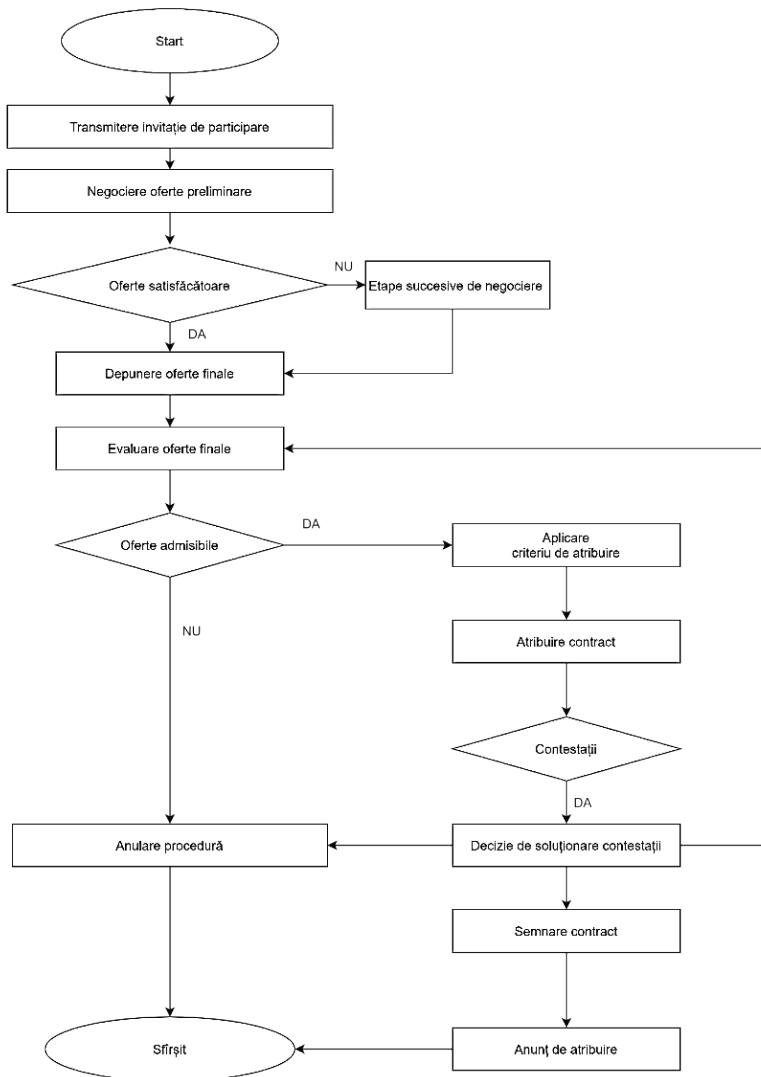 Start
Transmitere invitație de participare
Negociere oferte preliminare
Oferte satisfăcătoare
NU
Etape succesive de negociere
DA
Depunere oferte finale
Evaluare oferte finale
Oferte admisibile
DA
Aplicare
criteriu de atribuire
NU
Atribuire contract
Contestații
DA
Anulare procedură
Decizie de soluționare contestații
Semnare contract
Sfîrșit
Anunț de atribuire